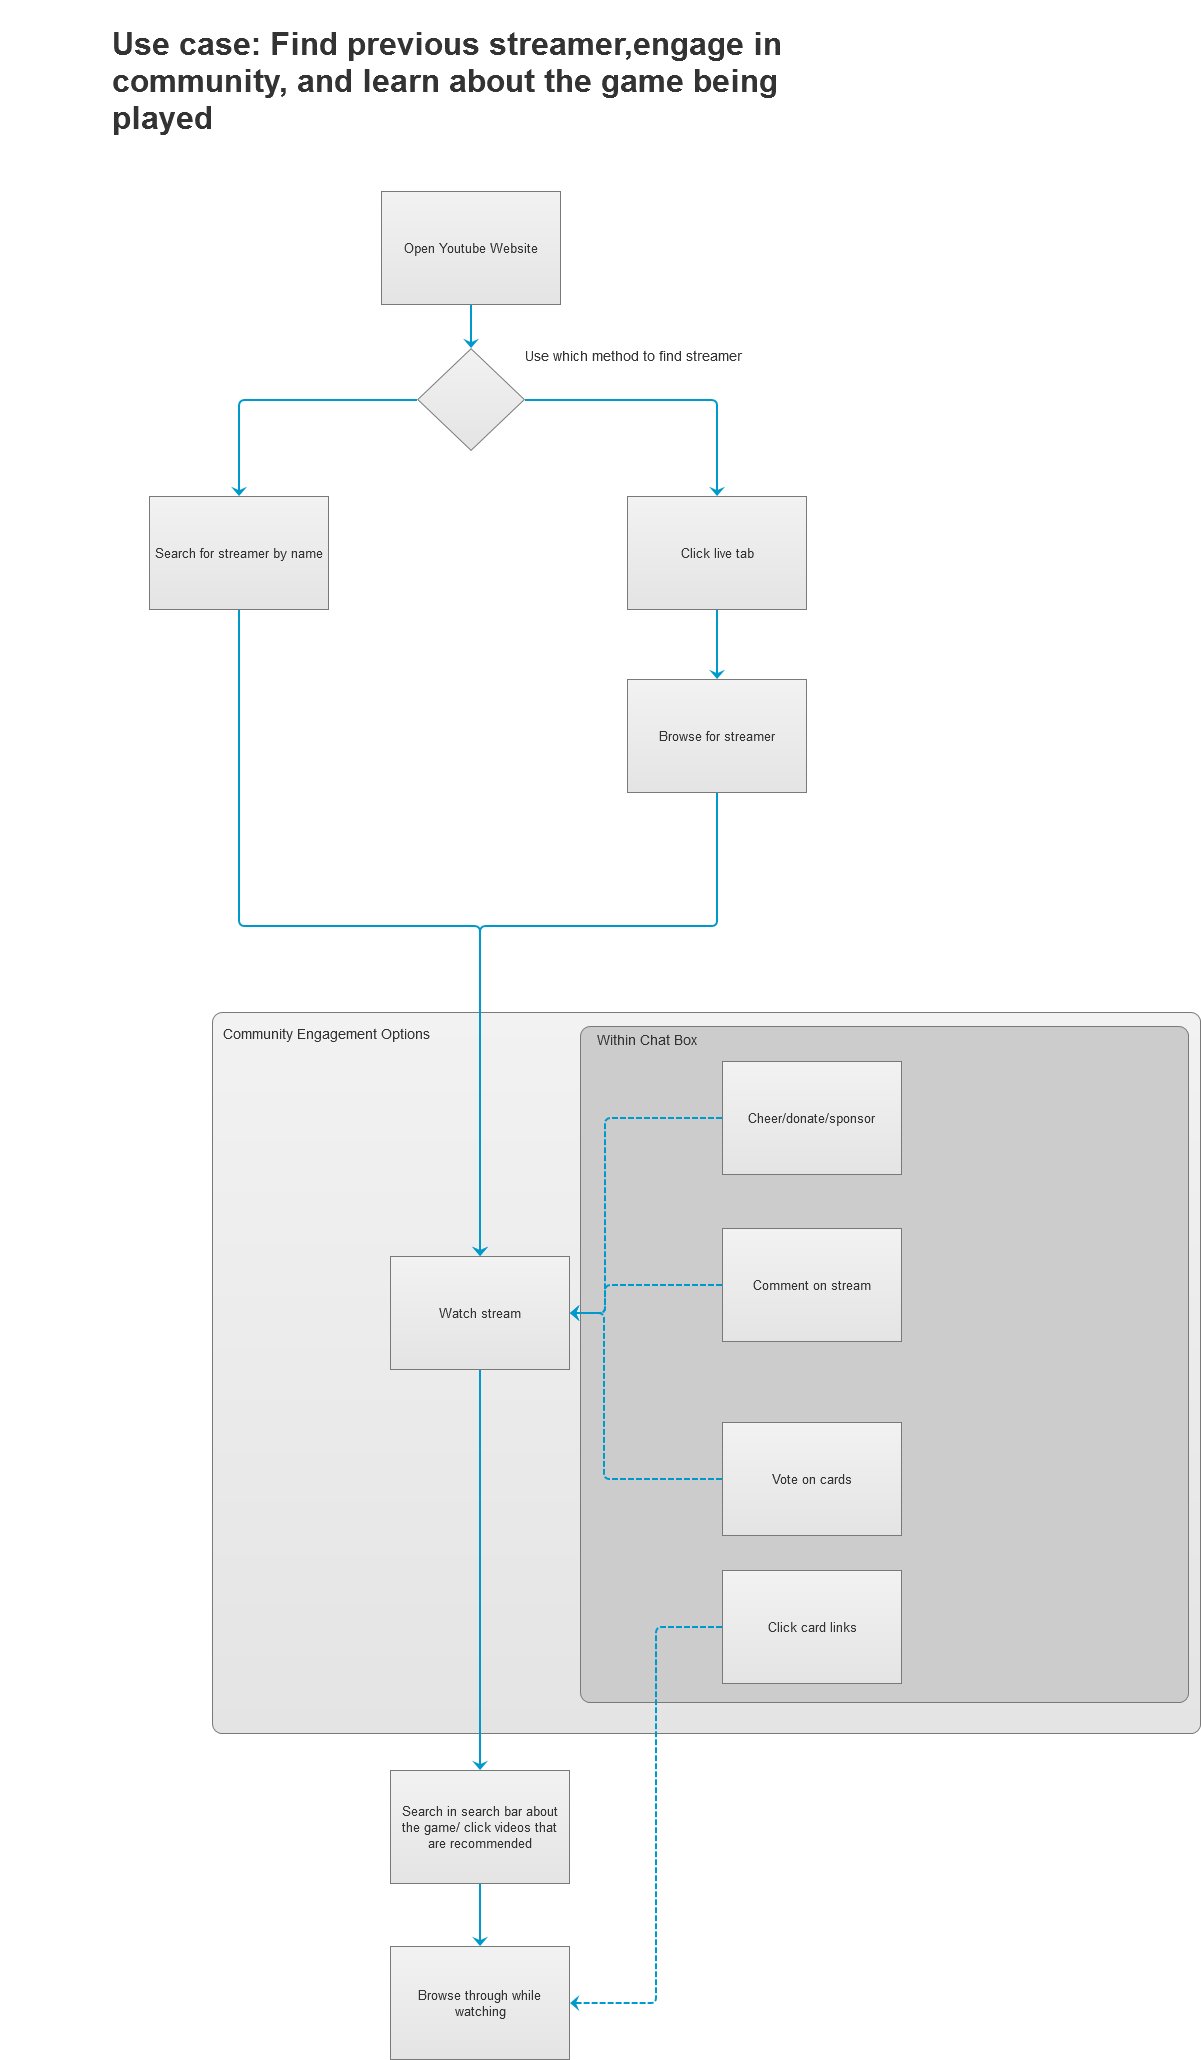 Use case: Find previous streamer,engage in
community, and learn about the game being
played
Open Youtube Website
Use which method to find streamer
Search for streamer by name
Click live tab
Browse for streamer
Community Engagement Options
Within Chat Box
Cheer/donate/sponsor
Comment on stream
Watch stream
Vote on cards
Click card links
Search in search bar about
the game/ click videos that
are recommended
Browse through while
watching